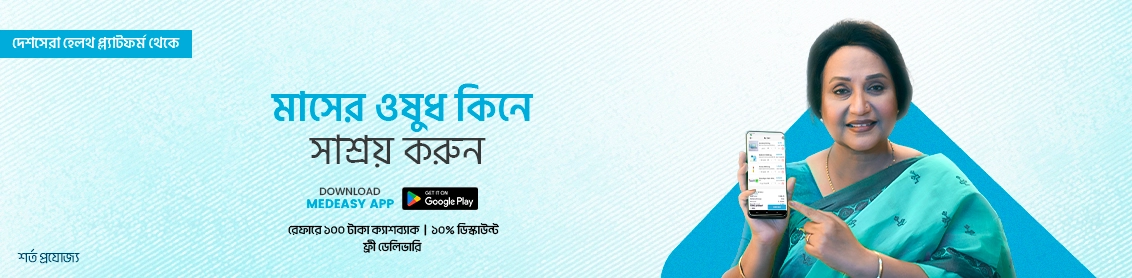 দেশসেরা হেলথ প্ল্যাটফর্ম থেকে
মাসের ওষুধ কিনে
সাশ্রয় করুন
DOWNLOAD
MEDEASY APP
GET IT ON
Google Play
রেফারে ১০০ টাকা ক্যাশব্যাক | ১০% ডিস্কাউন্ট
ফ্রী ডেলিভারি
শর্ত প্রযোজ্য